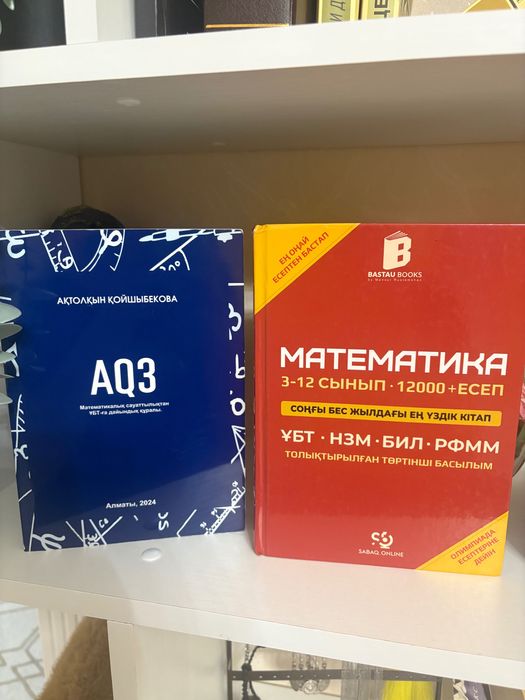 АҚТОЛҚЫН ҚОЙШЫБЕКОВА
AQ3
Математикалық сауаттылықтан
ҰБТ-ға дайындық құралы.
Алматы, 2024
ЕҢ ОҢАЙ
ЕСЕПТЕН БАСТАП
BASTAU BOOKS
МАТЕМАТИКА
3-12 СЫНЫП · 12000+ЕСЕП
СОҢҒЫ БЕС ЖЫЛДАҒЫ ЕҢ ҮЗДІК КІТАП
ҰБТ · НЗМ · БИЛ · РФММ
ТОЛЫҚТЫРЫЛҒАН ТӨРТІНШІ БАСЫЛЫМ
SABAQ_ONLINE
ОЛИМПИАДА
ЕСЕПТЕРІНЕ
ДЕЙІН